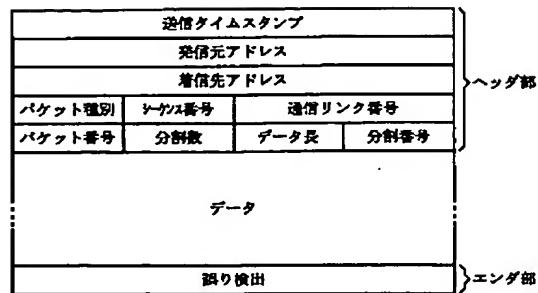 送信タイムスタンプ
発信元アドレス
着信先アドレス
ヘッダ部
パケット種別 シーケンス番号 通信リンク番号
パケット番号 分割数 データ長 分割番号
データ
誤り検出 エンダ部